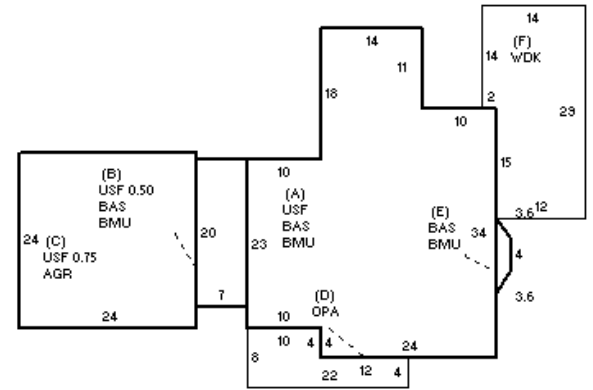 14
14
(F)
WDK
14
11
18
2
29
10
15
10
(B)
USF 0.50
BAS
BMU
(A)
USF
BAS
BMU
(E)
BAS
BMU
3.6
12
24
(C)
USF 0.75
AGR
20
23
34
4
7
(D)
OPA
3.6
24
10
10
4
4
24
8
22
12
4